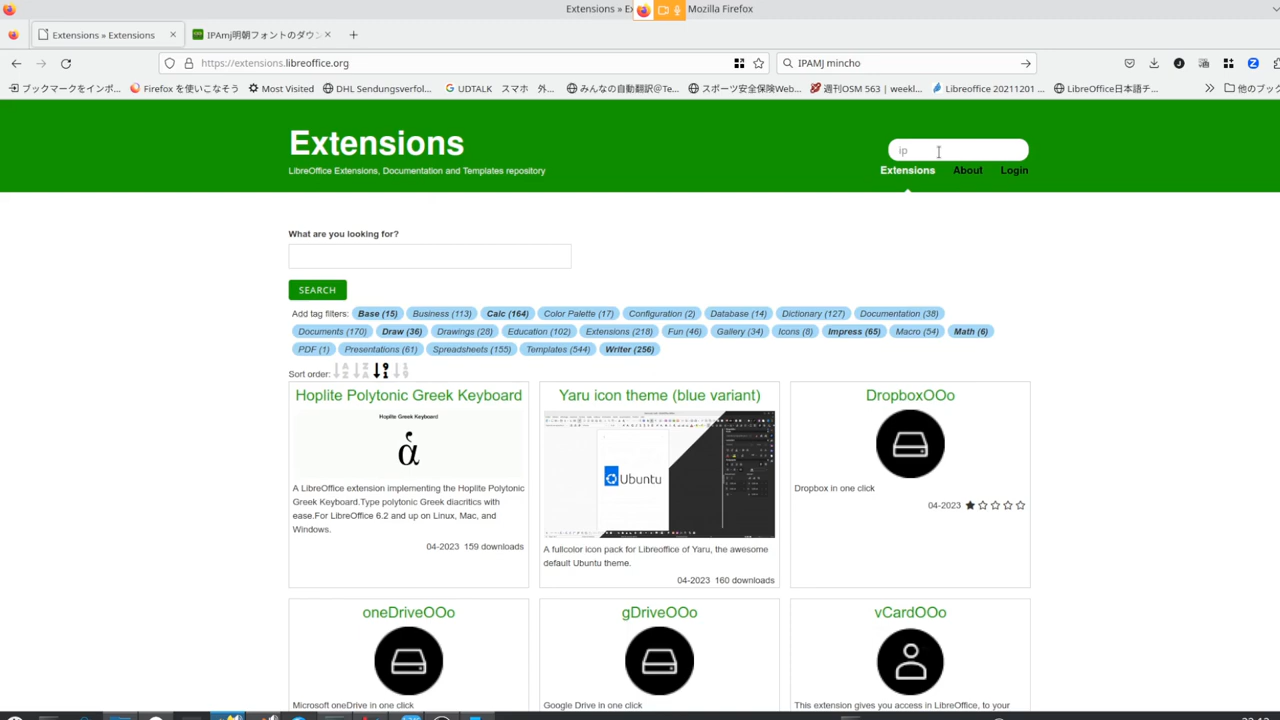 Extensions » Ex
Mozilla Firefox
Extensions » Extensions
IPAmj明朝フォントのダウン
https://extensions.libreoffice.org
IPAMJ mincho
ブックマークをインポ...
Firefox を使いこなそう
Most Visited
DHL Sendungsverfol...
UDTALK スマホ 外...
みんなの自動翻訳@Te...
スポーツ安全保険Web...
週刊OSM 563 | weekl...
Libreoffice 20211201 ...
LibreOffice日本語チ...
他のブック
Extensions
LibreOffice Extensions, Documentation and Templates repository
ip
Extensions About Login
What are you looking for?
SEARCH
Add tag filters: Base (15) Business (113) Calc (164) Color Palette (17) Configuration (2) Database (14) Dictionary (127) Documentation (38)
Documents (170) Draw (36) Drawings (28) Education (102) Extensions (218) Fun (46) Gallery (34) Icons (8) Impress (65) Macro (54) Math (6)
PDF (1) Presentations (61) Spreadsheets (155) Templates (544) Writer (256)
Sort order:
Hoplite Polytonic Greek Keyboard
Hoplite Greek Keyboard
ἁ
A LibreOffice extension implementing the Hoplite Polytonic
Greek Keyboard.Type polytonic Greek diacritics with
ease.For LibreOffice 6.2 and up on Linux, Mac, and
Windows.
04-2023 159 downloads
Yaru icon theme (blue variant)
Ubuntu
A fullcolor icon pack for Libreoffice of Yaru, the awesome
default Ubuntu theme.
04-2023 160 downloads
DropboxOOo
Dropbox in one click
04-2023
oneDriveOOo
Microsoft oneDrive in one click
gDriveOOo
Google Drive in one click
vCardOOo
This extension gives you access in LibreOffice, to your